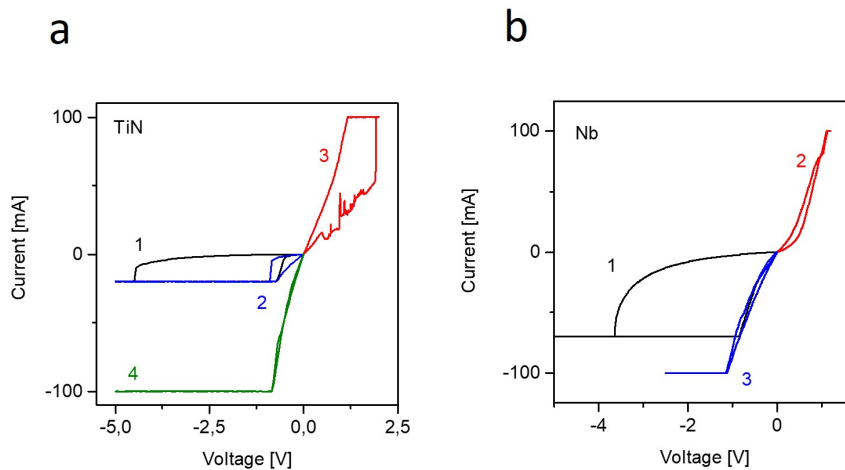 a
b
100
TiN
3
Current [mA]
0
1
2
4
-100
-5,0
-2,5
0,0
2,5
Voltage [V]
100
Nb
2
Current [mA]
0
1
3
-100
-4
-2
0
Voltage [V]